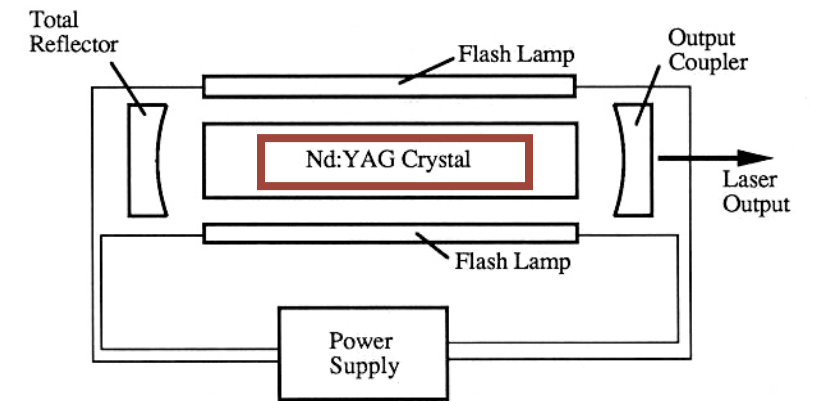 Total
Reflector
Flash Lamp
Output
Coupler
Nd:YAG Crystal
Laser
Output
Flash Lamp
Power
Supply